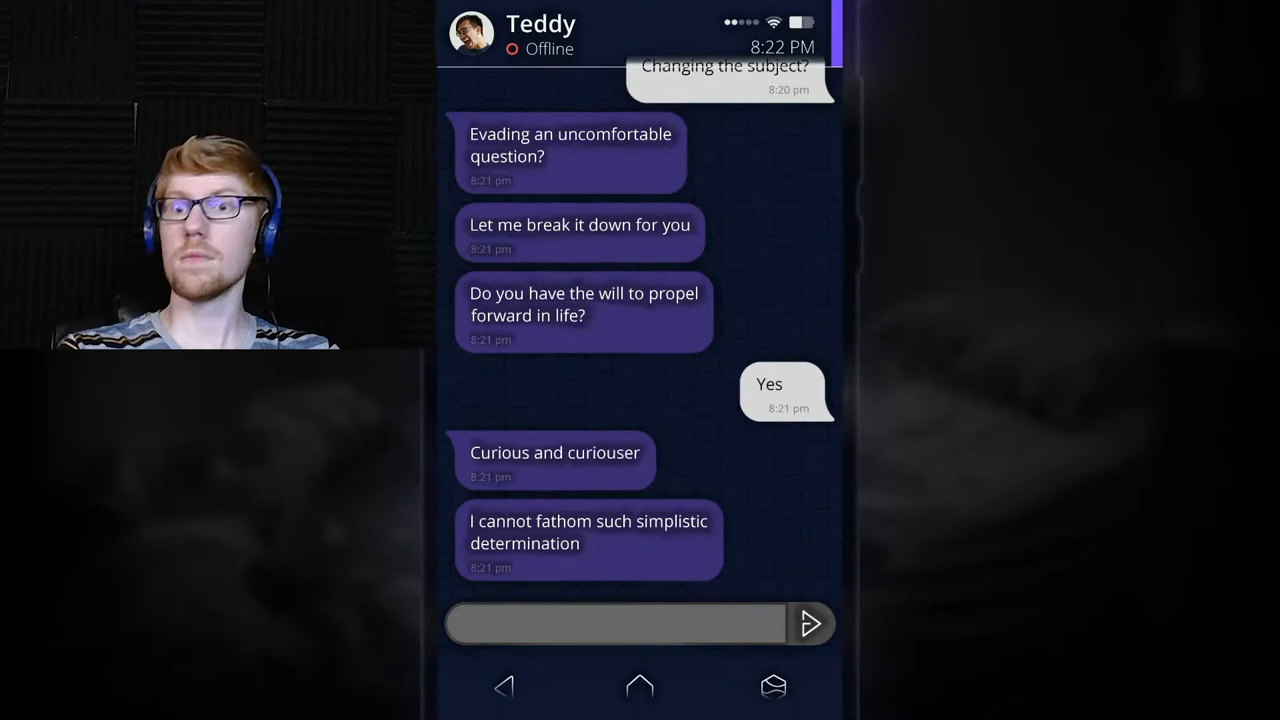 Teddy
Offline
8:22 PM
Changing the subject?
8:20 pm
Evading an uncomfortable
question?
8:21 pm
Let me break it down for you
8:21 pm
Do you have the will to propel
forward in life?
8:21 pm
Yes
8:21 pm
Curious and curiouser
8:21 pm
I cannot fathom such simplistic
determination
8:21 pm